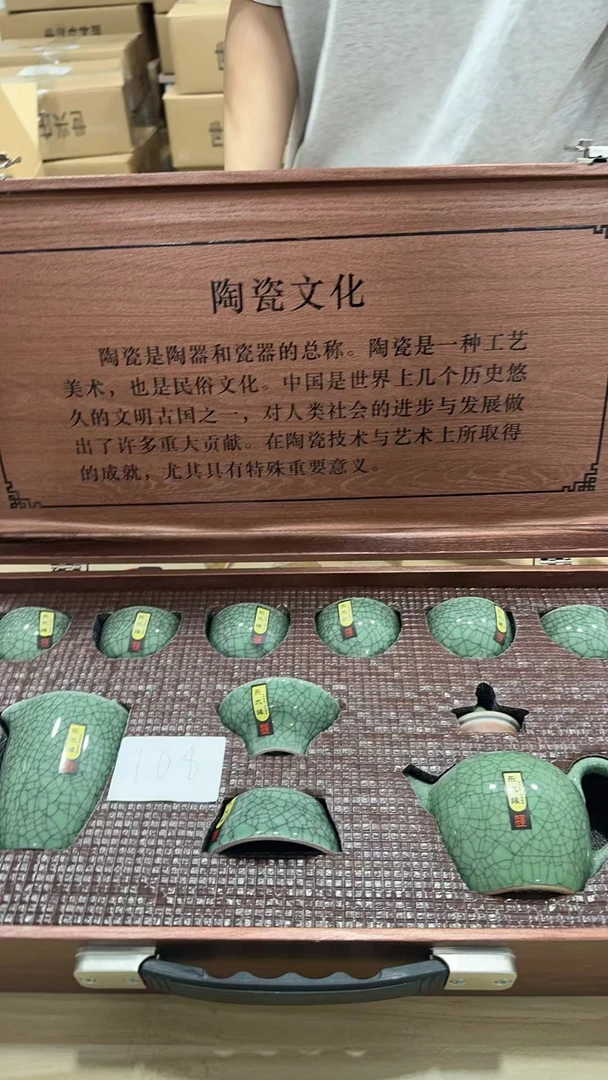 陶瓷文化
陶瓷是陶器和瓷器的总称。陶瓷是一种工艺
美术，也是民俗文化。中国是世界上几个历史悠
久的文明古国之一，对人类社会的进步与发展做
出了许多重大贡献。在陶瓷技术与艺术上所取得
的成就，尤其具有特殊重要意义。
108